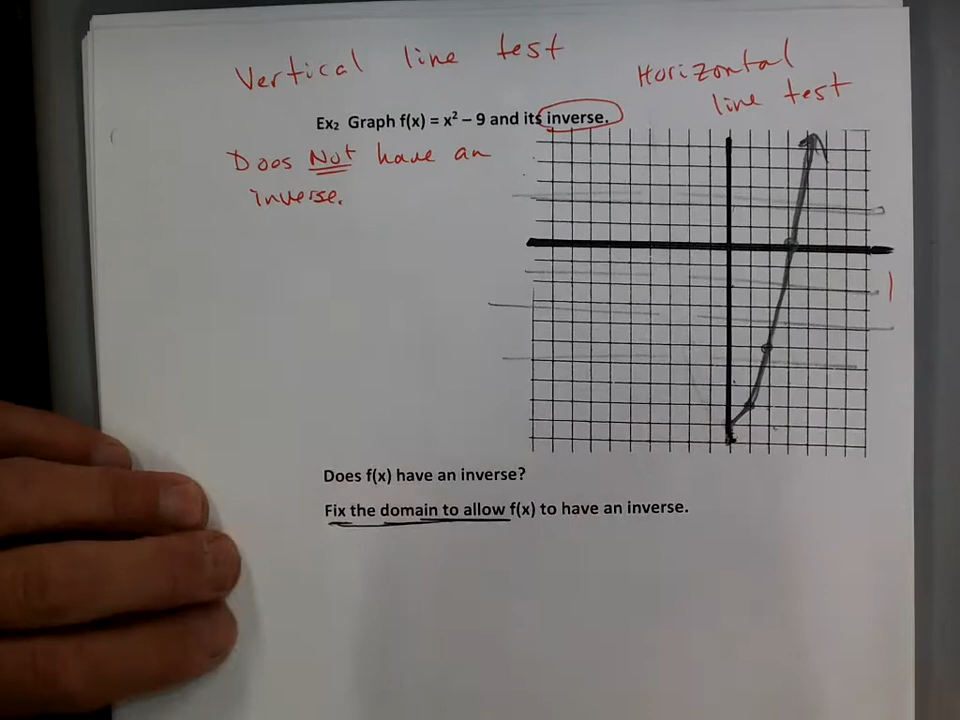 Vertical line test
Horizontal
line test
Ex₂ Graph f(x) = x² – 9 and its inverse.
Does Not have an
inverse.
Does f(x) have an inverse?
Fix the domain to allow f(x) to have an inverse.